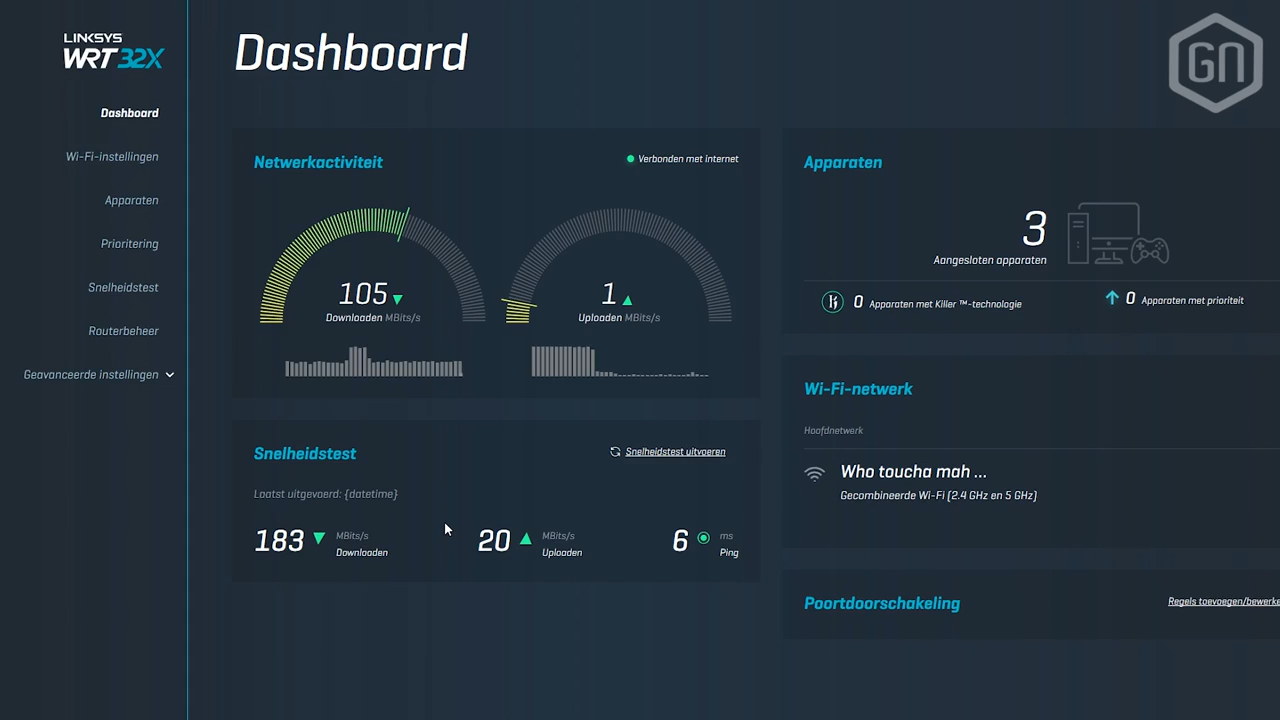 LINKSYS
WRT 32X
Dashboard
Wi-Fi-instellingen
Apparaten
Prioritering
Snelheidstest
Routerbeheer
Geavanceerde instellingen
Dashboard
GN
Netwerkactiviteit
Verbonden met internet
105
Downloaden MBits/s
1
Uploaden MBits/s
Snelheidstest
Snelheidstest uitvoeren
Laatst uitgevoerd: {datetime}
183 MBits/s
Downloaden
20 MBits/s
Uploaden
6 ms
Ping
Apparaten
3
Aangesloten apparaten
0 Apparaten met Killer ™-technologie
0 Apparaten met prioriteit
Wi-Fi-netwerk
Hoofdnetwerk
Who toucha mah ...
Gecombineerde Wi-Fi (2.4 GHz en 5 GHz)
Poortdoorschakeling
Regels toevoegen/bewerke